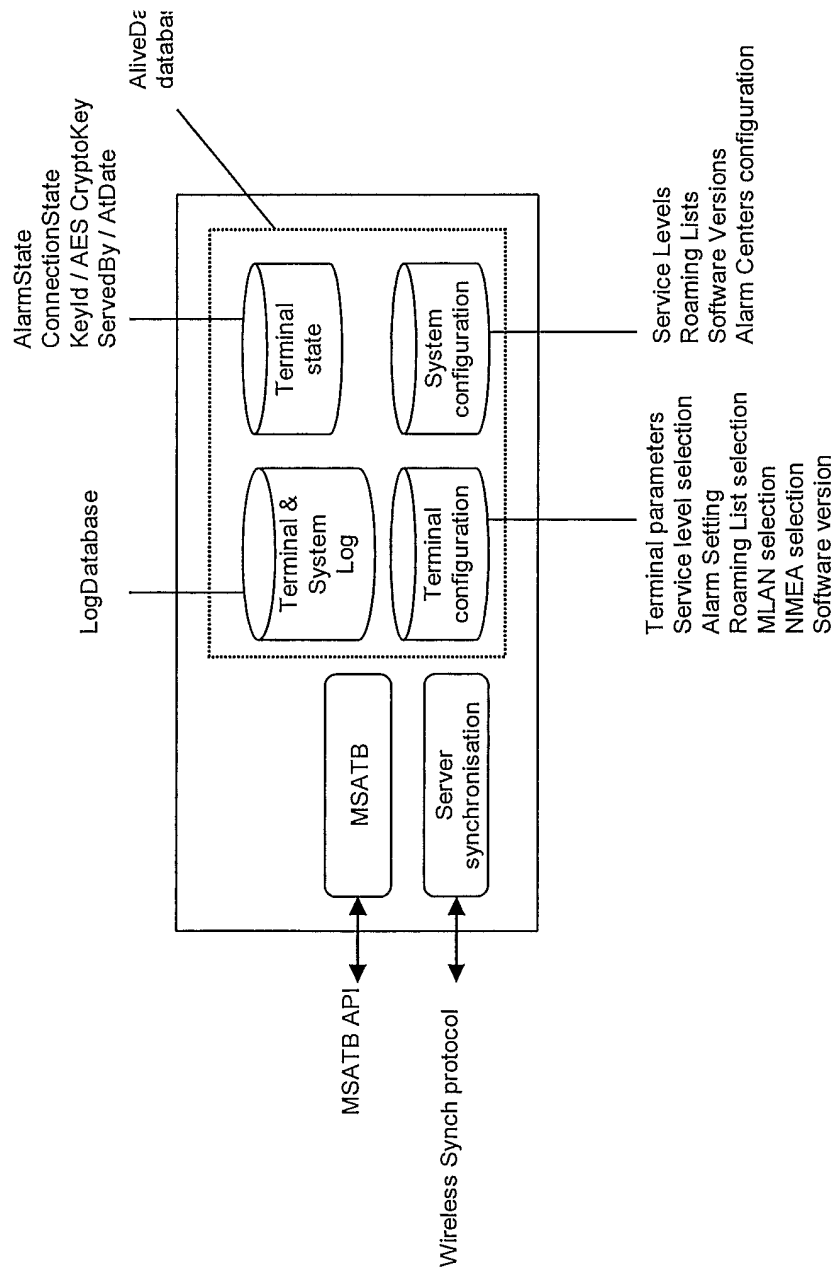 AlarmState
ConnectionState
KeyId / AES CryptoKey
ServedBy / AtDate
LogDatabase
Terminal &
System
Log
Terminal
state
Terminal
configuration
System
configuration
MSATB
Server
synchronisation
MSATB API
Wireless Synch protocol
Terminal parameters
Service level selection
Alarm Setting
Roaming List selection
MLAN selection
NMEA selection
Software version
Service Levels
Roaming Lists
Software Versions
Alarm Centers configuration